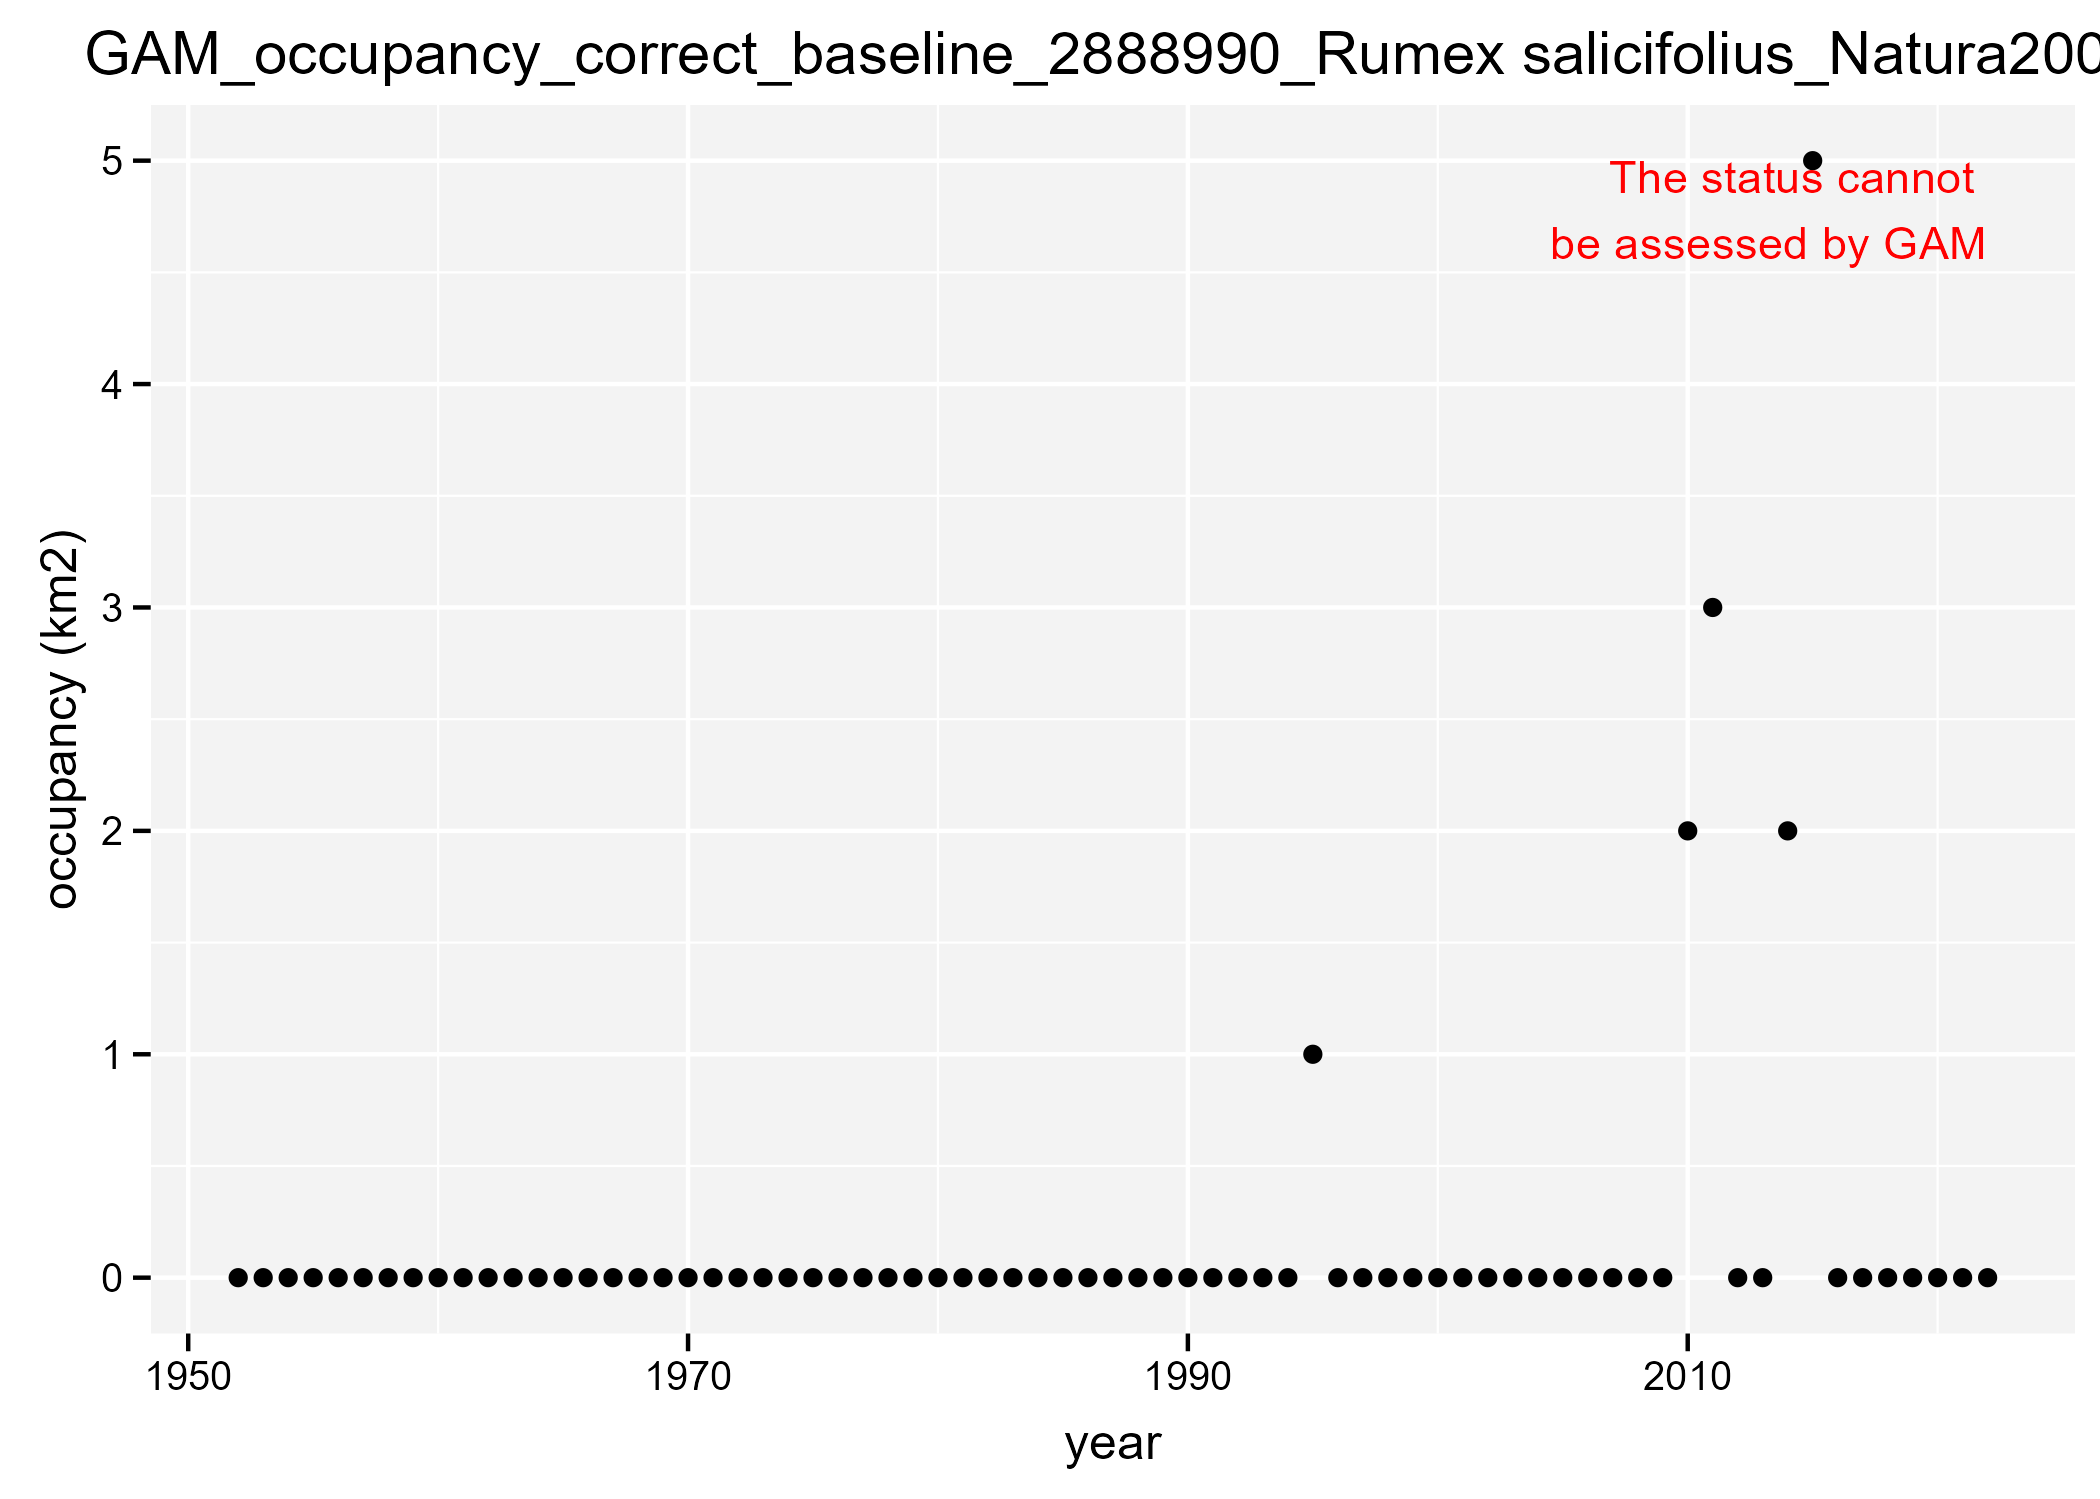 GAM_occupancy_correct_baseline_2888990_Rumex salicifolius_Natura200
The status cannot
be assessed by GAM
5
4
3
2
1
0
occupancy (km2)
1950 1970 1990 2010
year